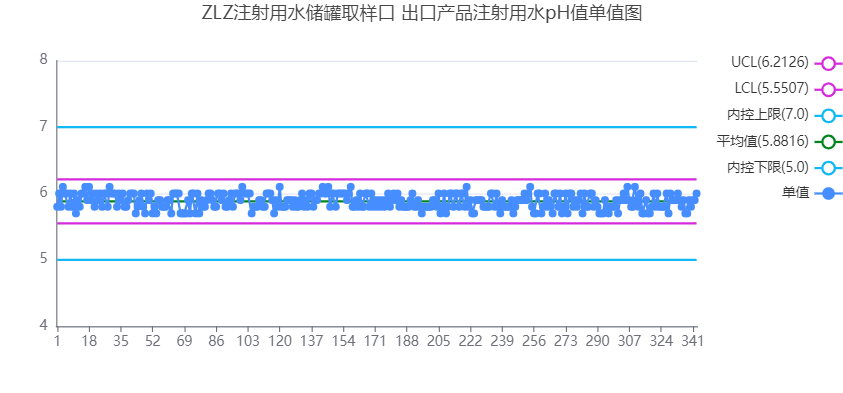 ZLZ注射用水储罐取样口 出口产品注射用水pH值单值图
8
7
6
5
4
1 18 35 52 69 86 103 120 137 154 171 188 205 222 239 256 273 290 307 324 341
UCL(6.2126)
LCL(5.5507)
内控上限(7.0)
平均值(5.8816)
内控下限(5.0)
单值